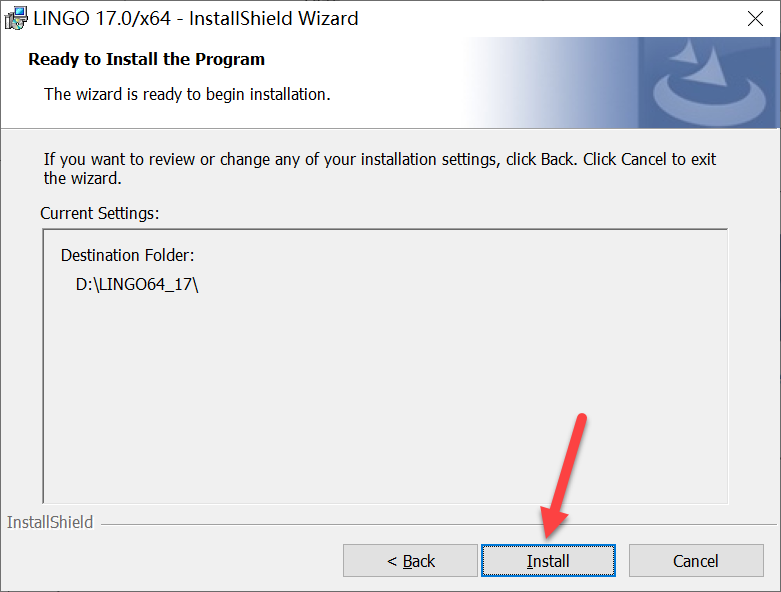 LINGO 17.0/x64 - InstallShield Wizard
Ready to Install the Program
The wizard is ready to begin installation.
If you want to review or change any of your installation settings, click Back. Click Cancel to exit
the wizard.
Current Settings:
Destination Folder:
D:\LINGO64_17\
InstallShield
< Back
Install
Cancel